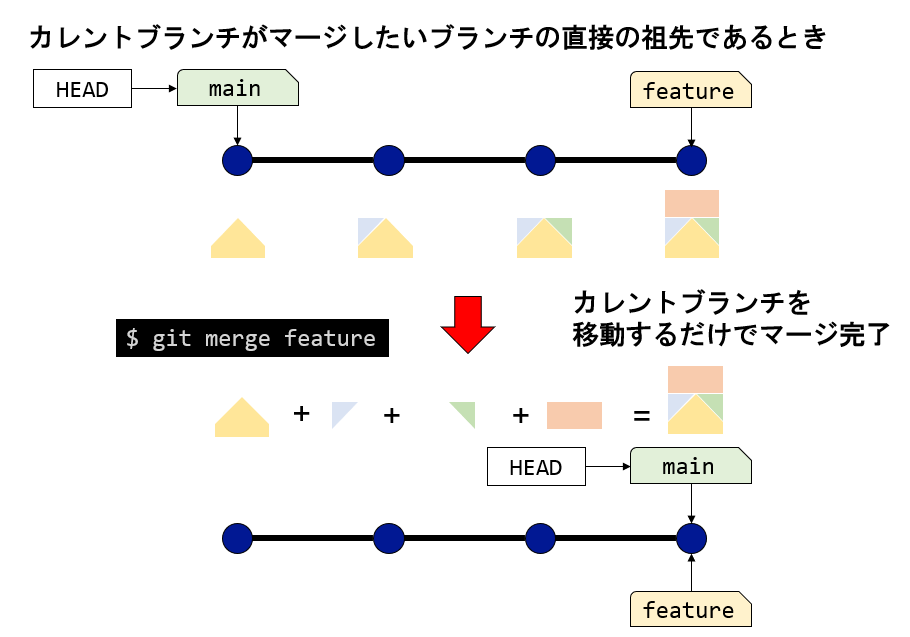 カレントブランチがマージしたいブランチの直接の祖先であるとき
HEAD
main
feature
カレントブランチを
移動するだけでマージ完了
$ git merge feature
+
+
+
=
HEAD
main
feature